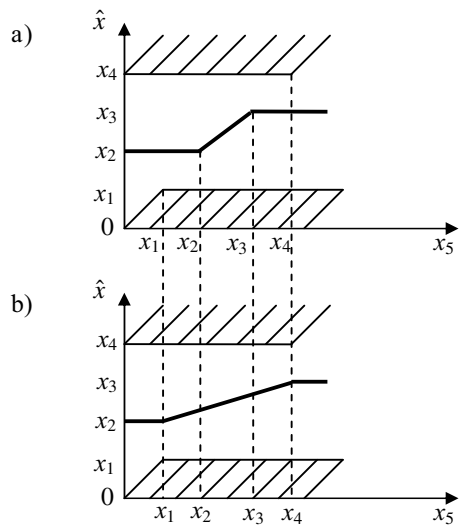 a)
x̂
x₄
x₃
x₂
x₁
0
x₁ x₂ x₃ x₄ x₅
b)
x̂
x₄
x₃
x₂
x₁
0
x₁ x₂ x₃ x₄ x₅